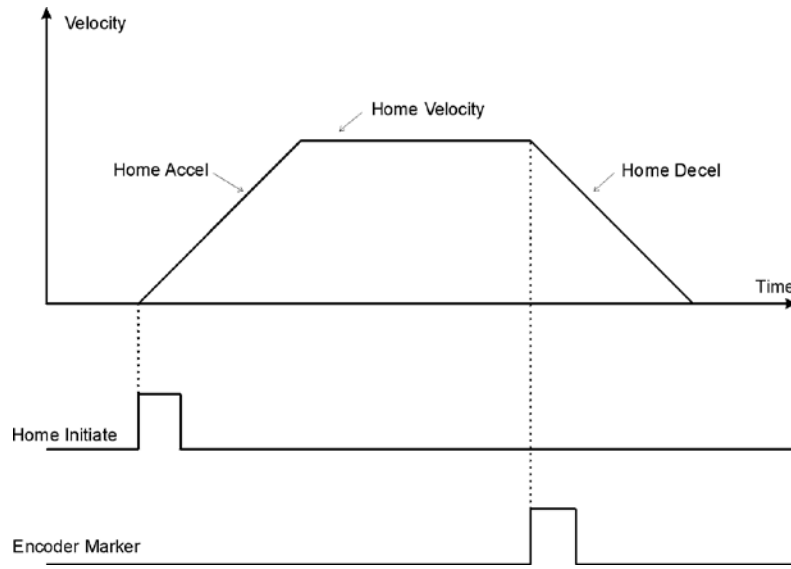 Velocity
Home Velocity
Home Accel
Home Decel
Time
Home Initiate
Encoder Marker